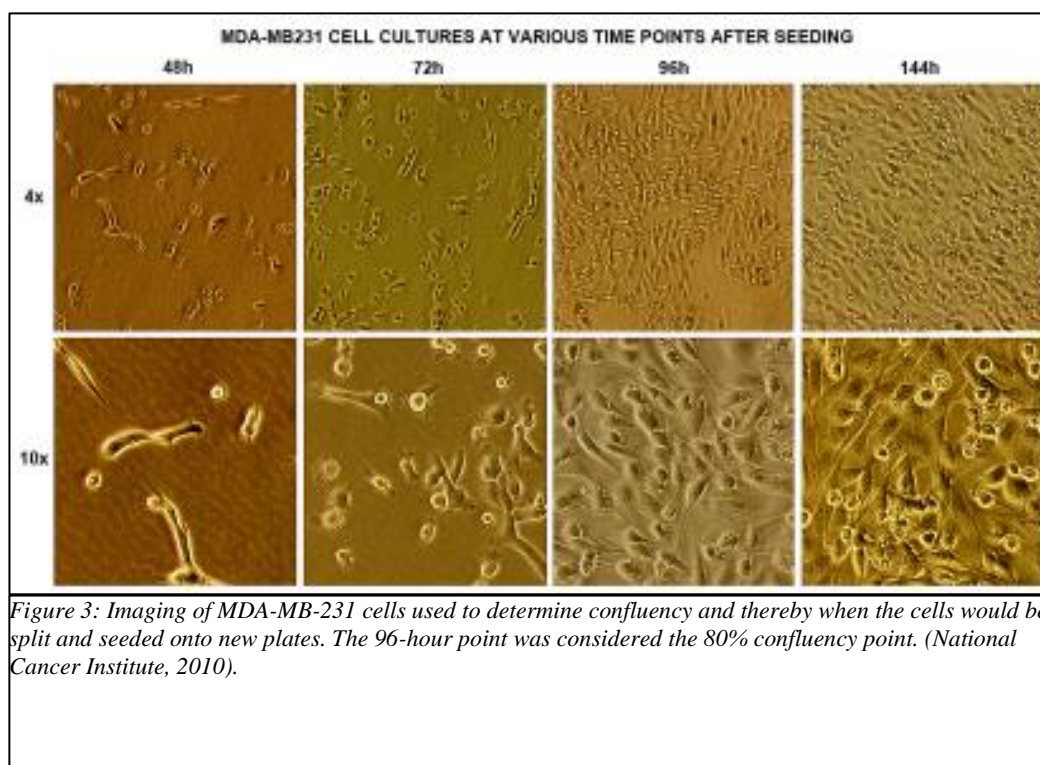 MDA-MB231 CELL CULTURES AT VARIOUS TIME POINTS AFTER SEEDING
48h 72h 96h 144h
4x
10x
Figure 3: Imaging of MDA-MB-231 cells used to determine confluency and thereby when the cells would be
split and seeded onto new plates. The 96-hour point was considered the 80% confluency point. (National
Cancer Institute, 2010).